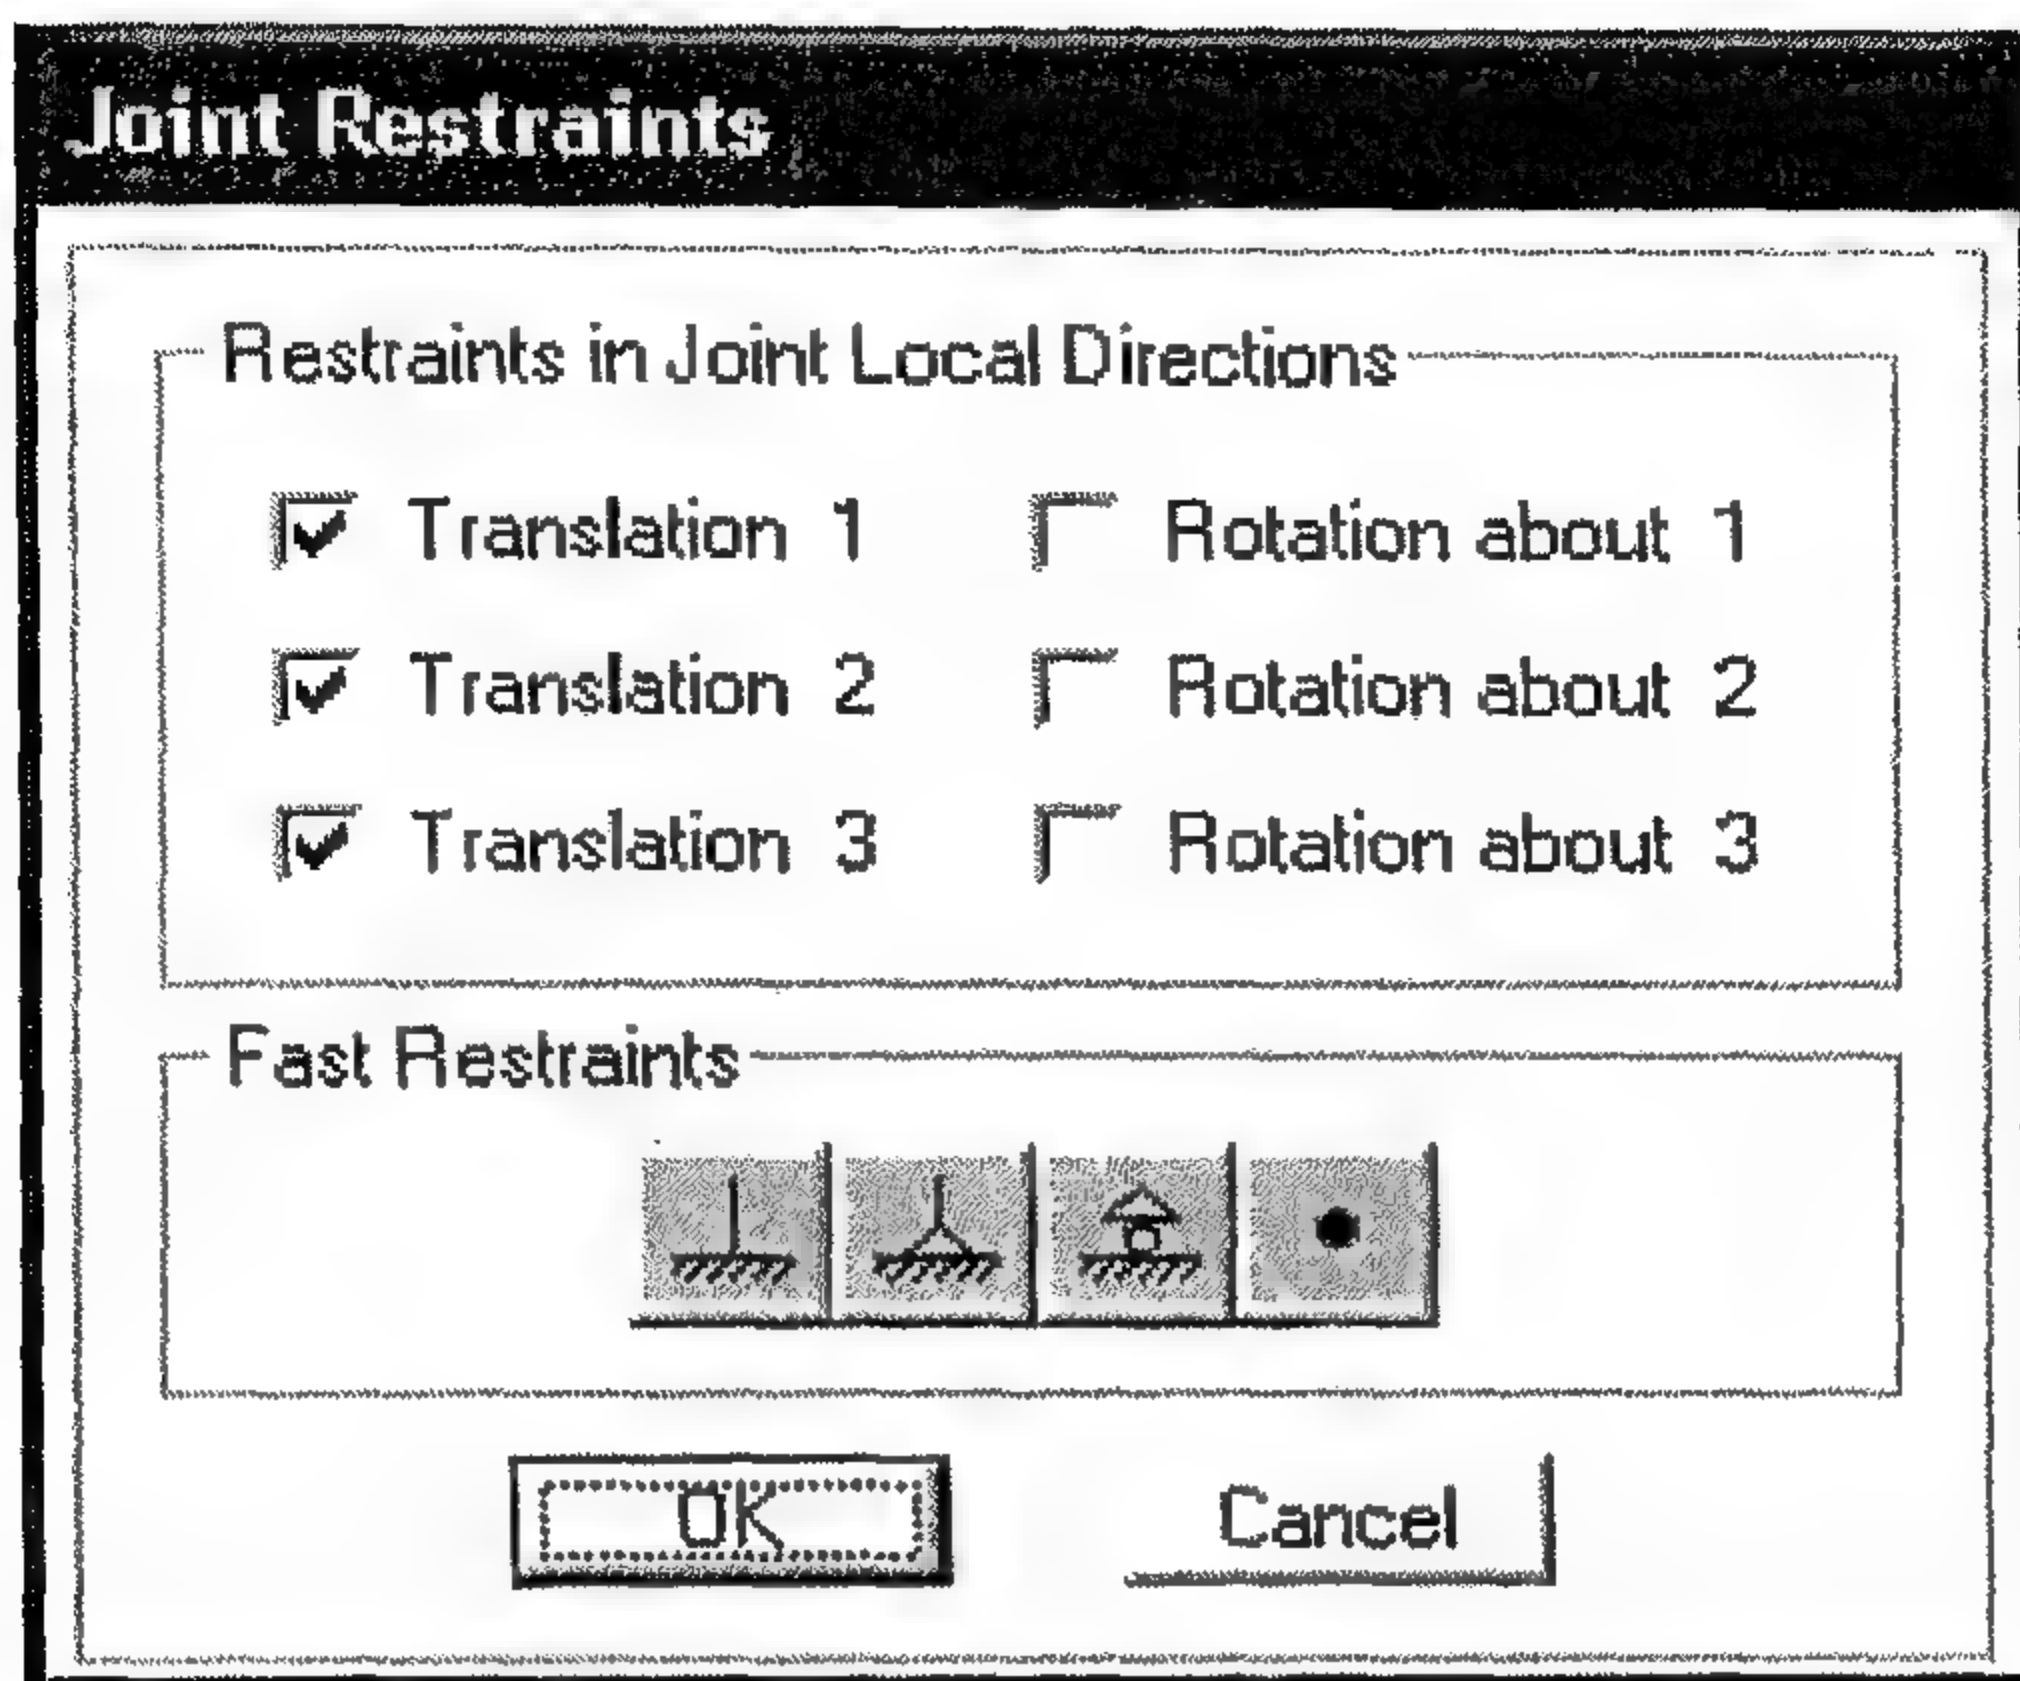 Joint Restraints
Restraints in Joint Local Directions
Translation 1 Rotation about 1
Translation 2 Rotation about 2
Translation 3 Rotation about 3
Fast Restraints
OK Cancel